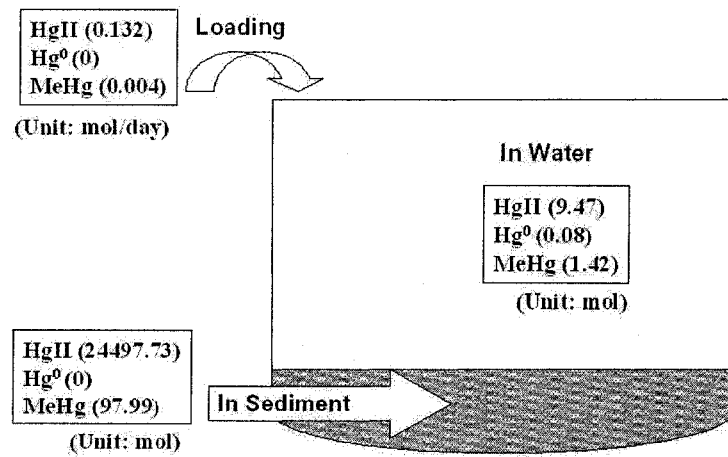 HgII (0.132)
Hg⁰ (0)
MeHg (0.004)
(Unit: mol/day)
Loading
In Water
HgII (9.47)
Hg⁰ (0.08)
MeHg (1.42)
(Unit: mol)
HgII (24497.73)
Hg⁰ (0)
MeHg (97.99)
(Unit: mol)
In Sediment